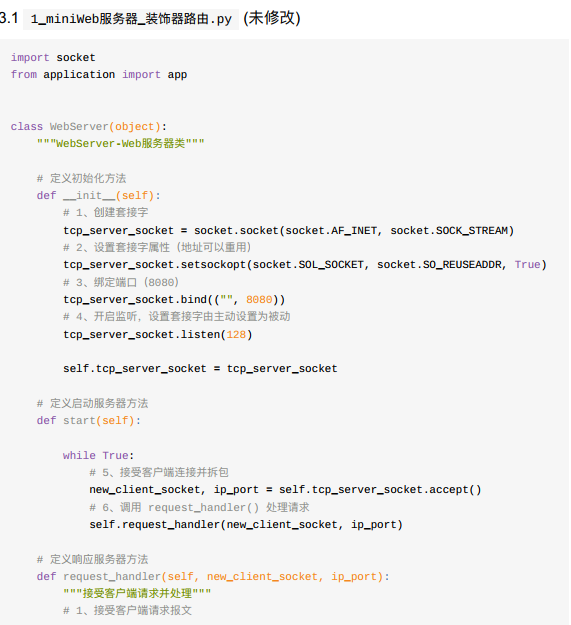 3.1 1_miniWeb服务器_装饰器路由.py (未修改)
import socket
from application import app
class WebServer(object):
"""WebServer-Web服务器类"""
# 定义初始化方法
def __init__(self):
# 1、创建套接字
tcp_server_socket = socket.socket(socket.AF_INET, socket.SOCK_STREAM)
# 2、设置套接字属性（地址可以重用）
tcp_server_socket.setsockopt(socket.SOL_SOCKET, socket.SO_REUSEADDR, True)
# 3、绑定端口（8080）
tcp_server_socket.bind(("", 8080))
# 4、开启监听，设置套接字由主动设置为被动
tcp_server_socket.listen(128)
self.tcp_server_socket = tcp_server_socket
# 定义启动服务器方法
def start(self):
while True:
# 5、接受客户端连接并拆包
new_client_socket, ip_port = self.tcp_server_socket.accept()
# 6、调用 request_handler() 处理请求
self.request_handler(new_client_socket, ip_port)
# 定义响应服务器方法
def request_handler(self, new_client_socket, ip_port):
"""接受客户端请求并处理"""
# 1、接受客户端请求报文